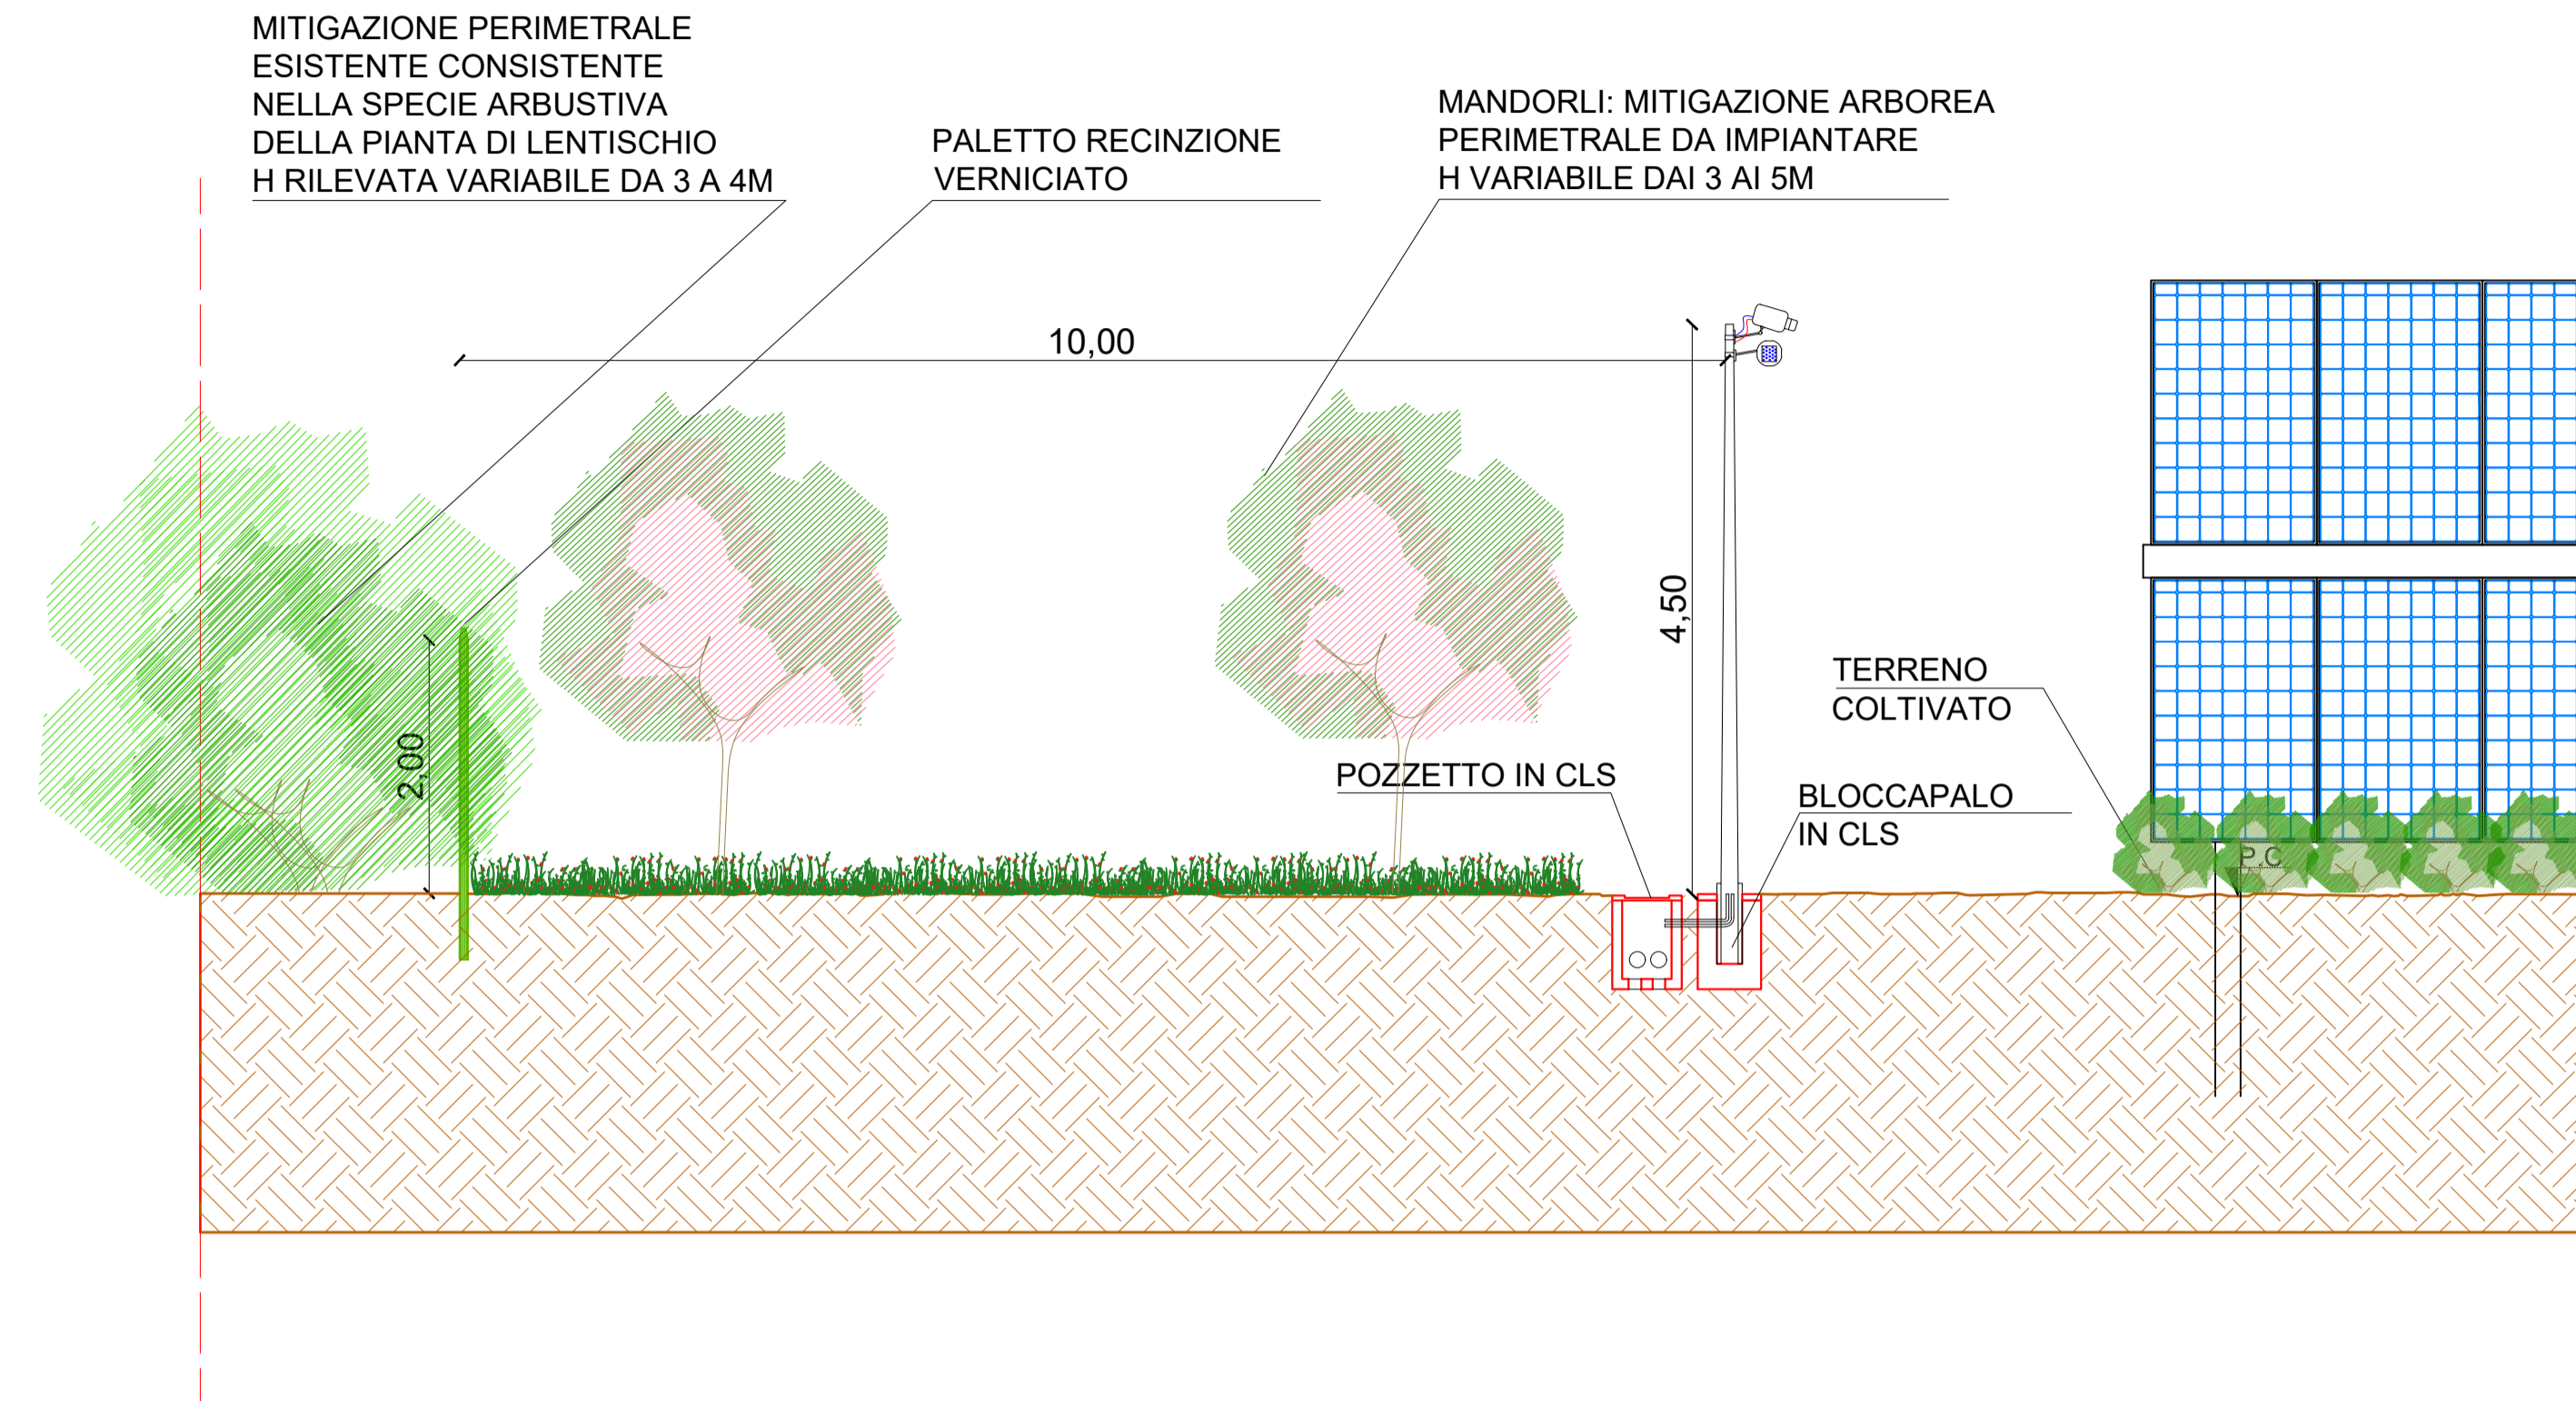 MITIGAZIONE PERIMETRALE
ESISTENTE CONSISTENTE
NELLA SPECIE ARBUSTIVA
DELLA PIANTA DI LENTISCHIO
H RILEVATA VARIABILE DA 3 A 4M
PALETTO RECINZIONE
VERNICIATO
MANDORLI: MITIGAZIONE ARBOREA
PERIMETRALE DA IMPIANTARE
H VARIABILE DAI 3 AI 5M
10,00
4,50
2,00
TERRENO
COLTIVATO
POZZETTO IN CLS
BLOCCAPALO
IN CLS
P.C